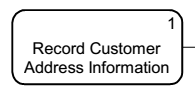 1
Record Customer
Address Information